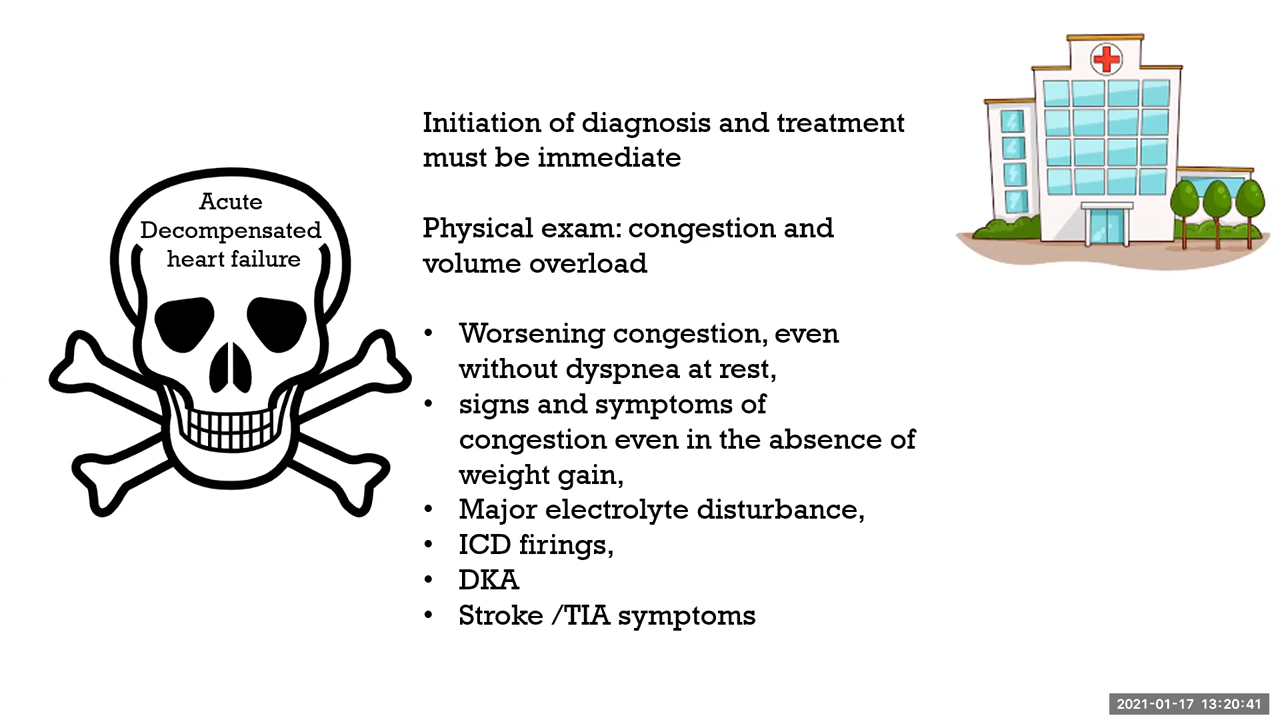 Acute
Decompensated
heart failure
Initiation of diagnosis and treatment
must be immediate
Physical exam: congestion and
volume overload
• Worsening congestion, even
without dyspnea at rest,
• signs and symptoms of
congestion even in the absence of
weight gain,
• Major electrolyte disturbance,
• ICD firings,
• DKA
• Stroke /TIA symptoms
2021-01-17 13:20:41